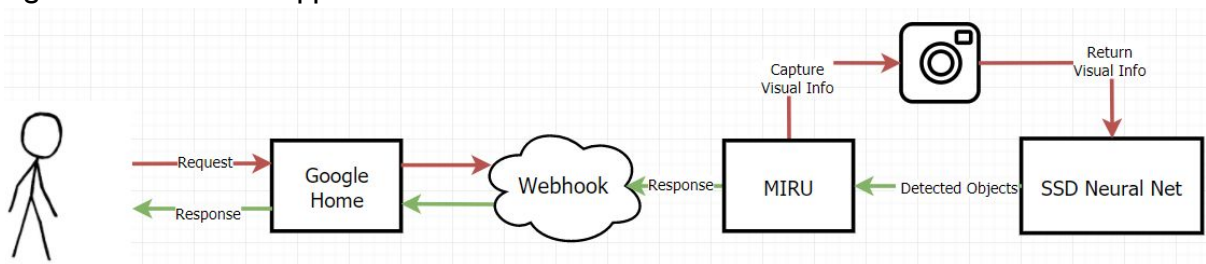 Capture
Visual Info
Return
Visual Info
Request
Response
Google
Home
Webhook
Response
MIRU
Detected Objects
SSD Neural Net